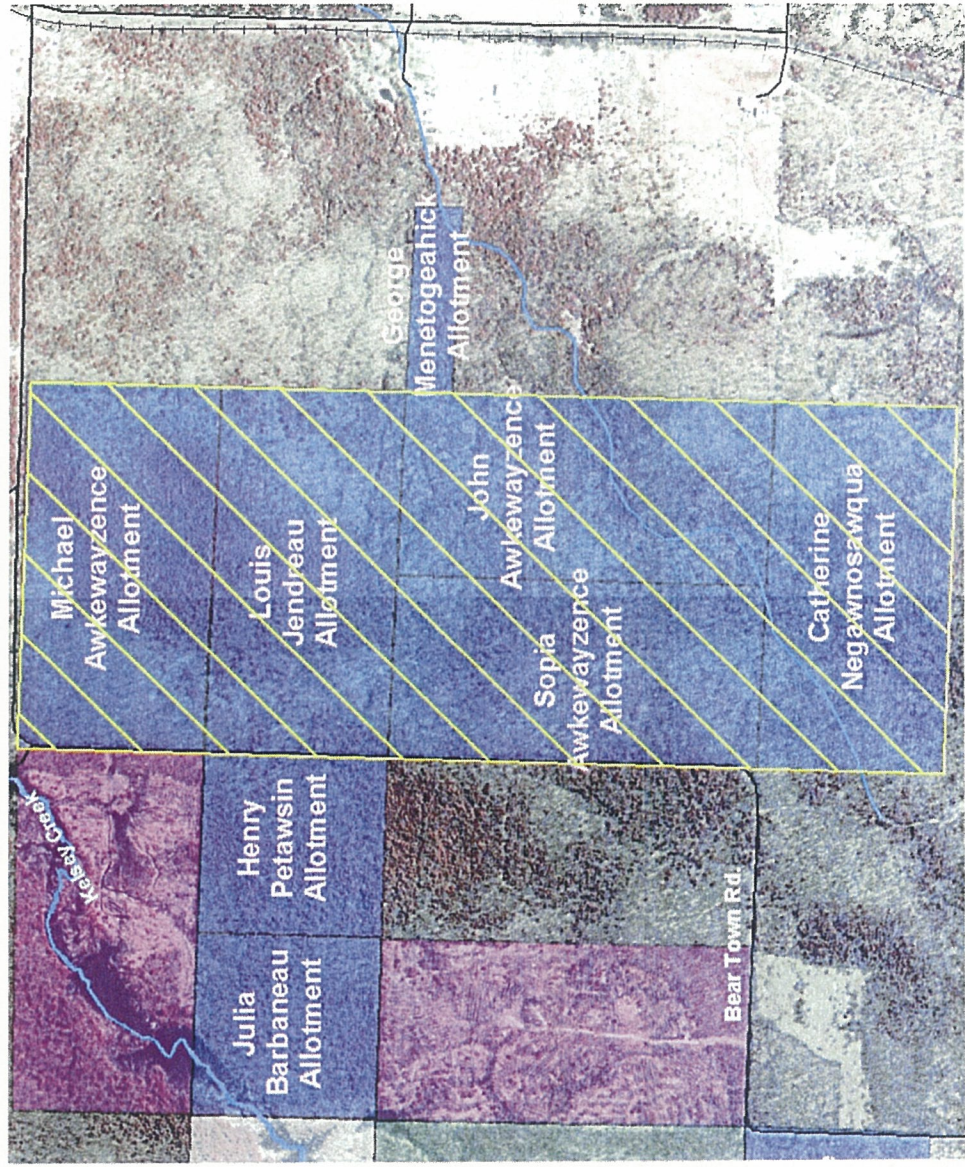 Kelsey Creek
Julia
Barbaneau
Allotment
Henry
Petawsin
Allotment
Bear Town Rd.
Michael
Awkewayzence
Allotment
Louis
Jendreau
Allotment
Sopia
Awkewayzence
Allotment
John
Awkewayzence
Allotment
Catherine
Negawnosawqua
Allotment
George
Menetogeahick
Allotment